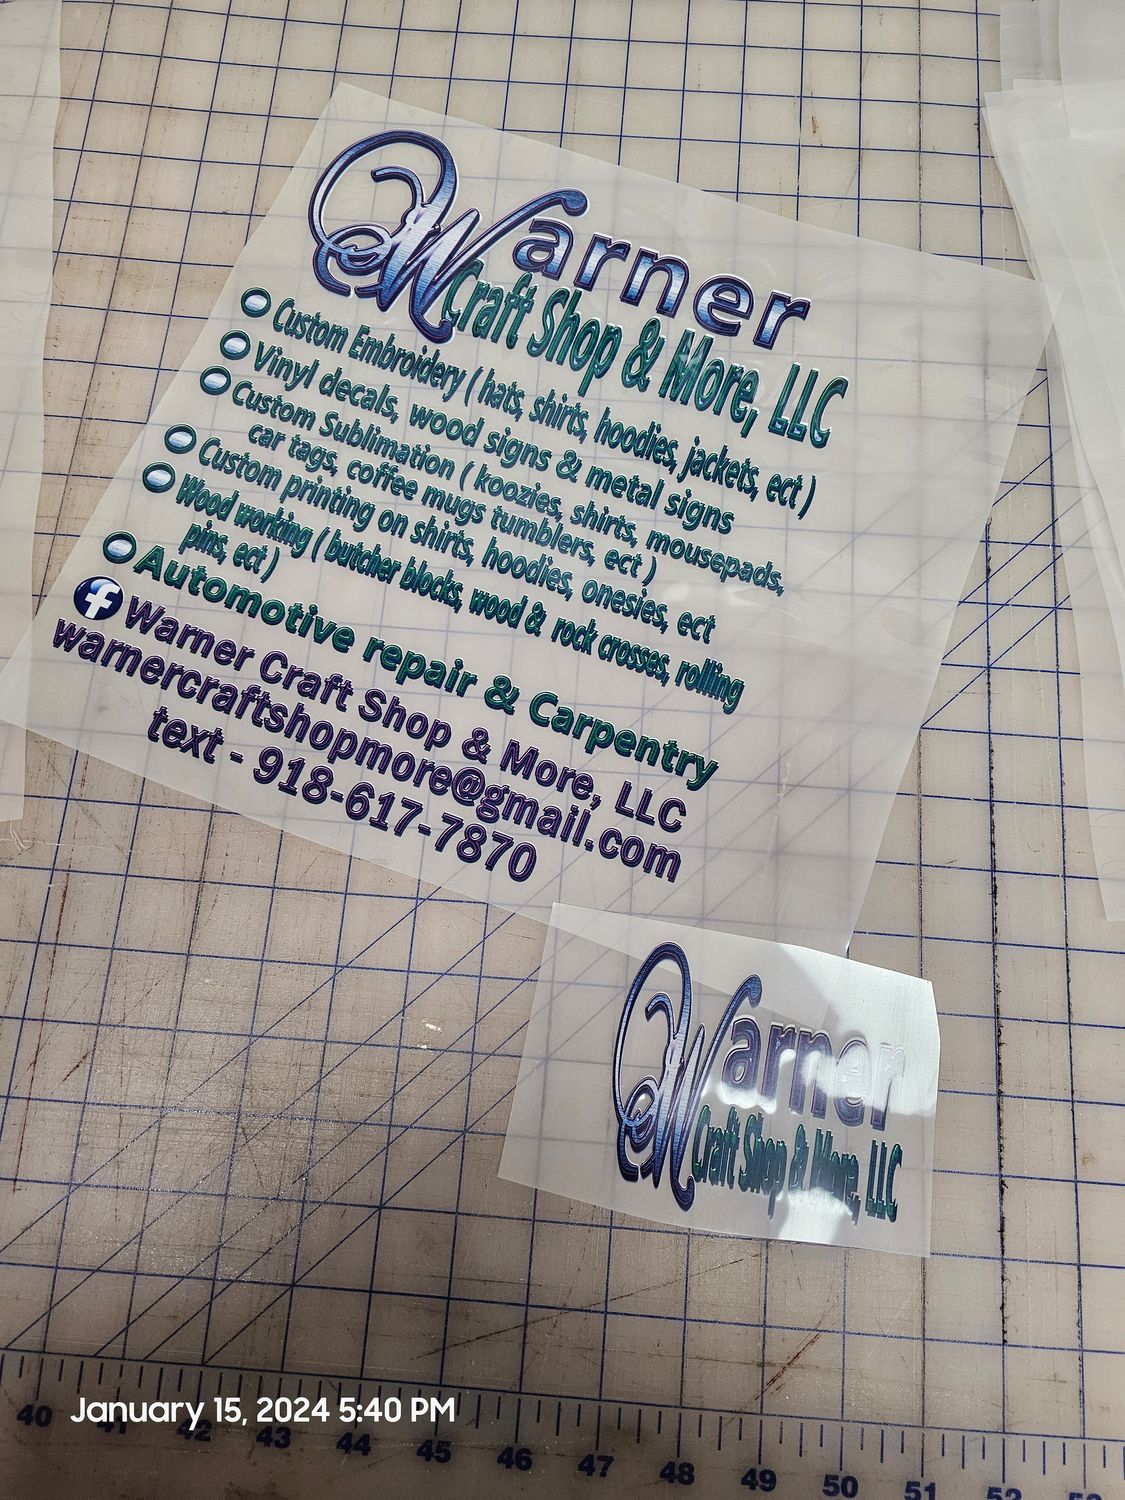 Warner
Craft Shop & More, LLC
Custom Embroidery ( hats, shirts, hoodies, jackets, ect )
Vinyl decals, wood signs & metal signs
Custom Sublimation ( koozies, shirts, mousepads,
car tags, coffee mugs tumblers, ect )
Custom printing on shirts, hoodies, onesies, ect
Wood working ( butcher blocks, wood & rock crosses, rolling
pins, ect )
Automotive repair & Carpentry
f Warner Craft Shop & More, LLC
warnercraftshopmore@gmail.com
text - 918-617-7870
Warner
Craft Shop & More, LLC
January 15, 2024 5:40 PM
40 41 42 43 44 45 46 47 48 49 50 51 52 53